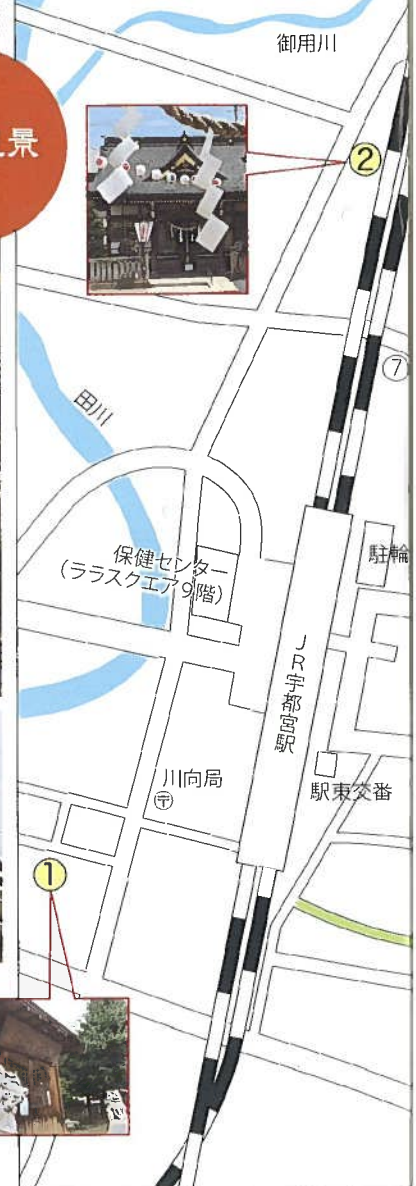 御用川
景
②
⑦
田川
駐輪
保健センター
(ララスクエア9階)
JR宇都宮駅
川向局
〒
駅東交番
①